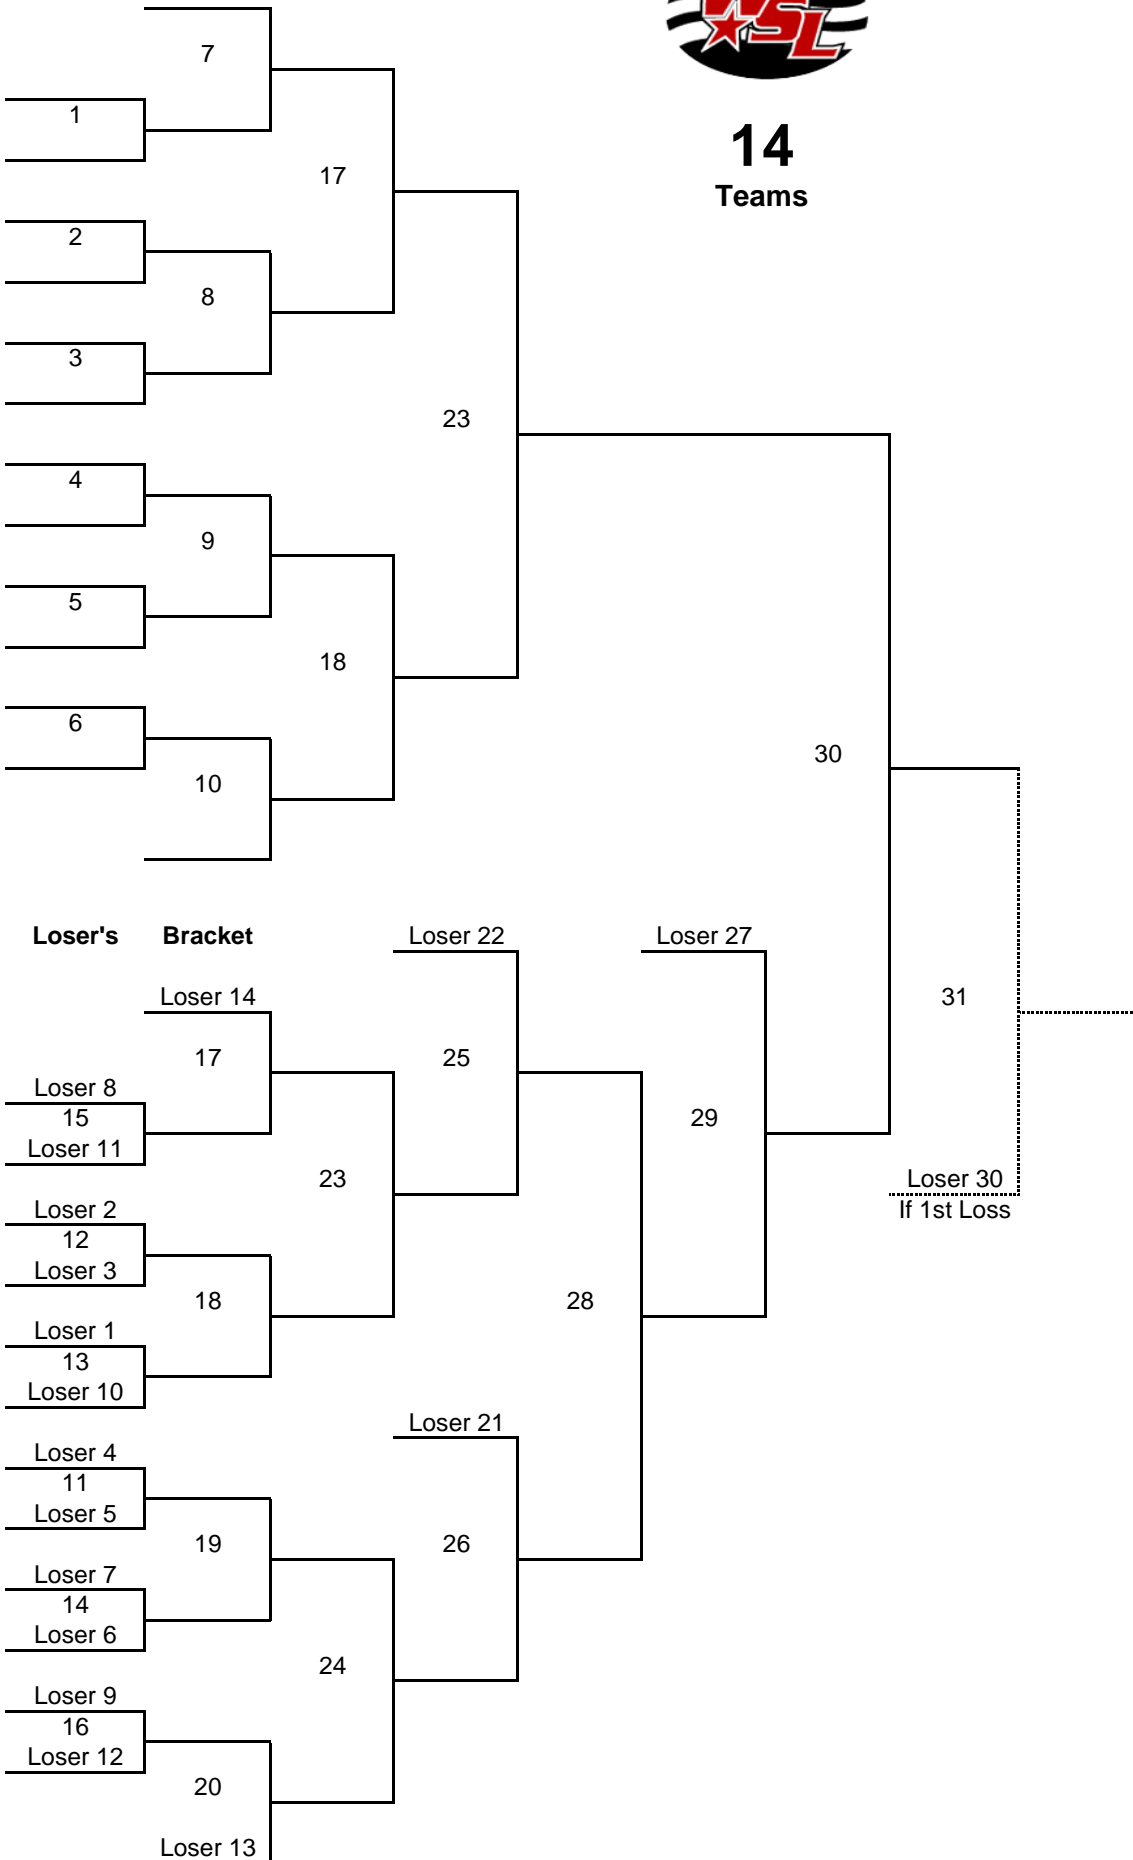 WSL
7
1
14
17
Teams
2
8
3
23
4
9
5
18
6
30
10
Loser's Bracket Loser 22 Loser 27
Loser 14 31
17 25
Loser 8
15 29
Loser 11
23 Loser 30
Loser 2 If 1st Loss
12
Loser 3
18 28
Loser 1
13
Loser 10
Loser 21
Loser 4
11
Loser 5
19 26
Loser 7
14
Loser 6
24
Loser 9
16
Loser 12
20
Loser 13